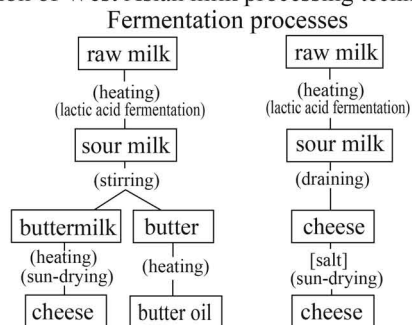 Fermentation processes
raw milk
(heating)
(lactic acid fermentation)
sour milk
(stirring)
buttermilk
butter
(heating)
(sun-drying)
(heating)
cheese
butter oil
raw milk
(heating)
(lactic acid fermentation)
sour milk
(draining)
cheese
[salt]
(sun-drying)
cheese